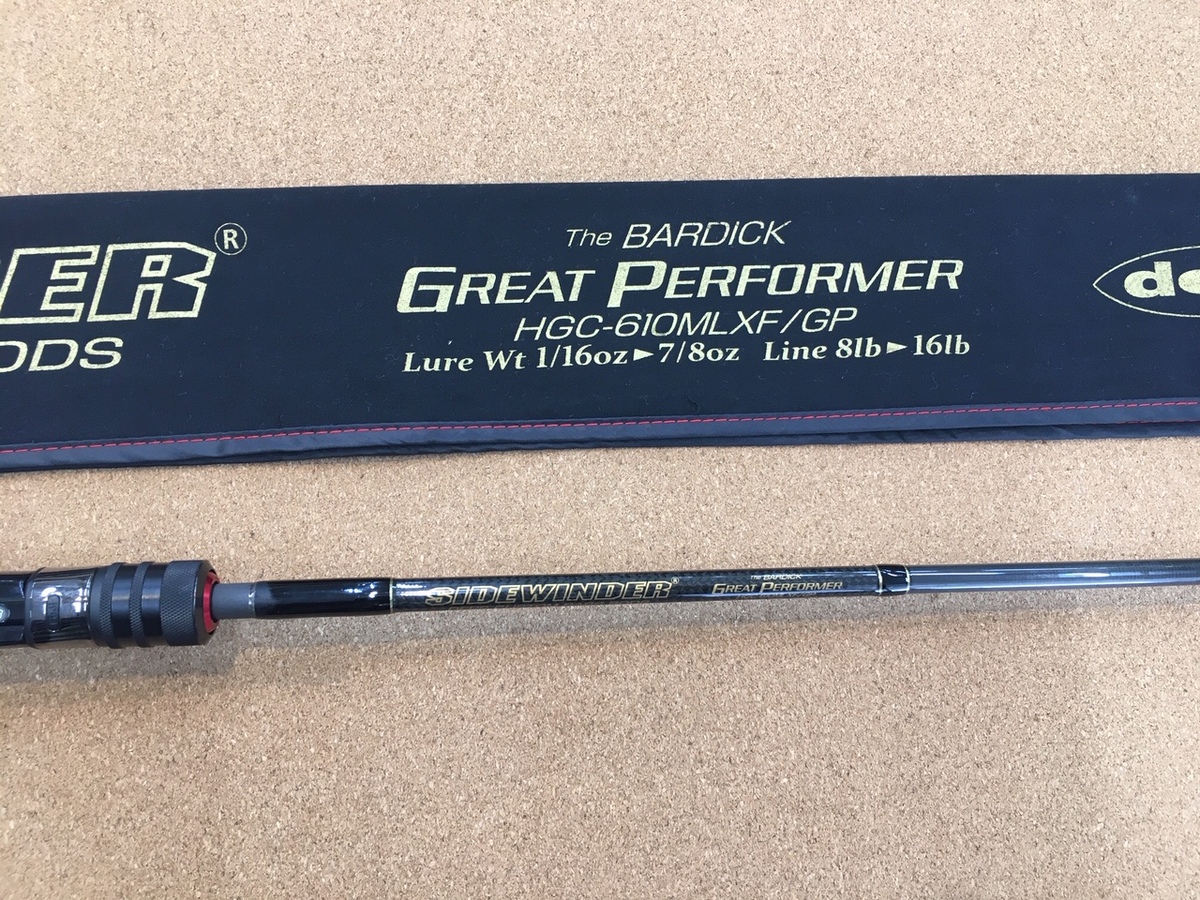 ER®
ODS
The BARDICK
GREAT PERFORMER
HGC-610MLXF/GP
Lure Wt 1/16oz►7/8oz Line 8lb►16lb
de
SIDEWINDER®
The BARDICK
GREAT PERFORMER